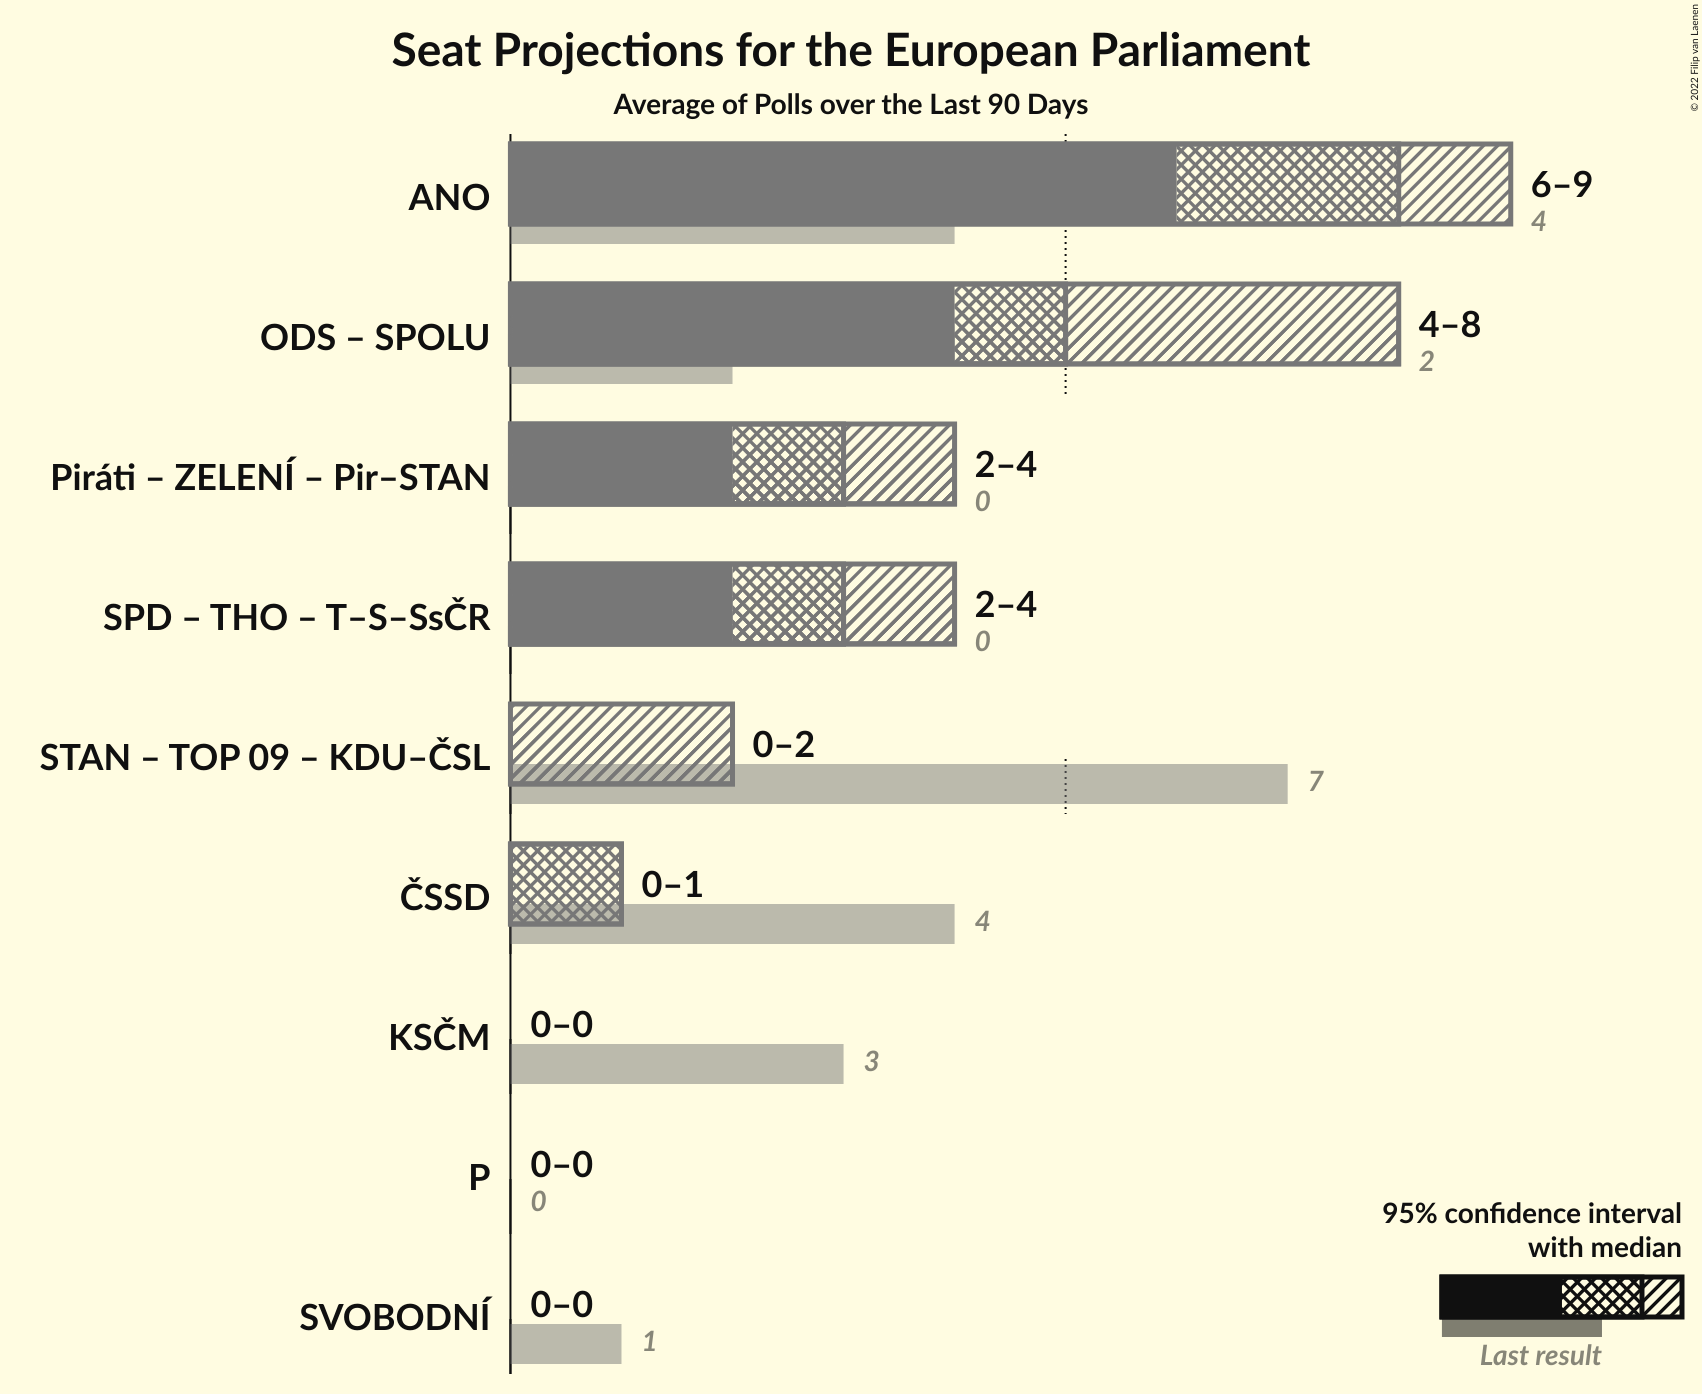 Seat Projections for the European Parliament
Average of Polls over the Last 90 Days
© 2022 Filip van Laenen
ANO
6–9
4
ODS – SPOLU
4–8
2
Piráti – ZELENÍ – Pir–STAN
2–4
0
SPD – THO – T–S–SsČR
2–4
0
STAN – TOP 09 – KDU–ČSL
0–2
7
ČSSD
0–1
4
KSČM
0–0
3
P
0–0
0
SVOBODNÍ
0–0
1
95% confidence interval
with median
Last result